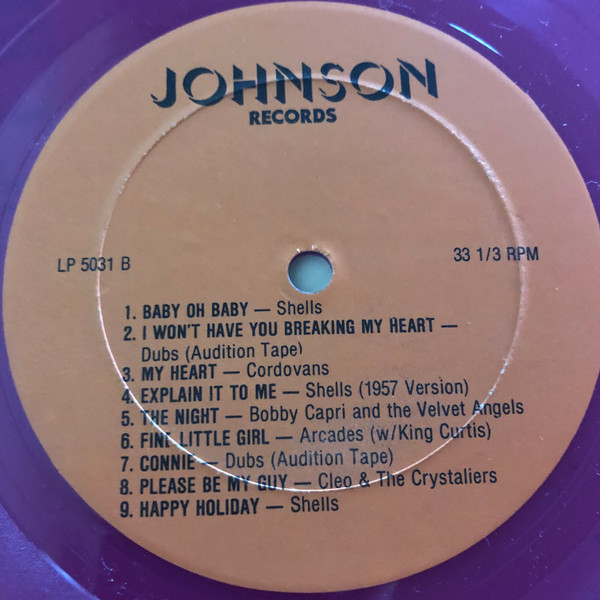 JOHNSON
RECORDS
LP 5031 B
33 1/3 RPM
1. BABY OH BABY — Shells
2. I WON'T HAVE YOU BREAKING MY HEART —
Dubs (Audition Tape)
3. MY HEART — Cordovans
4. EXPLAIN IT TO ME — Shells (1957 Version)
5. THE NIGHT — Bobby Capri and the Velvet Angels
6. FINE LITTLE GIRL — Arcades (w/King Curtis)
7. CONNIE — Dubs (Audition Tape)
8. PLEASE BE MY GUY — Cleo & The Crystaliers
9. HAPPY HOLIDAY — Shells